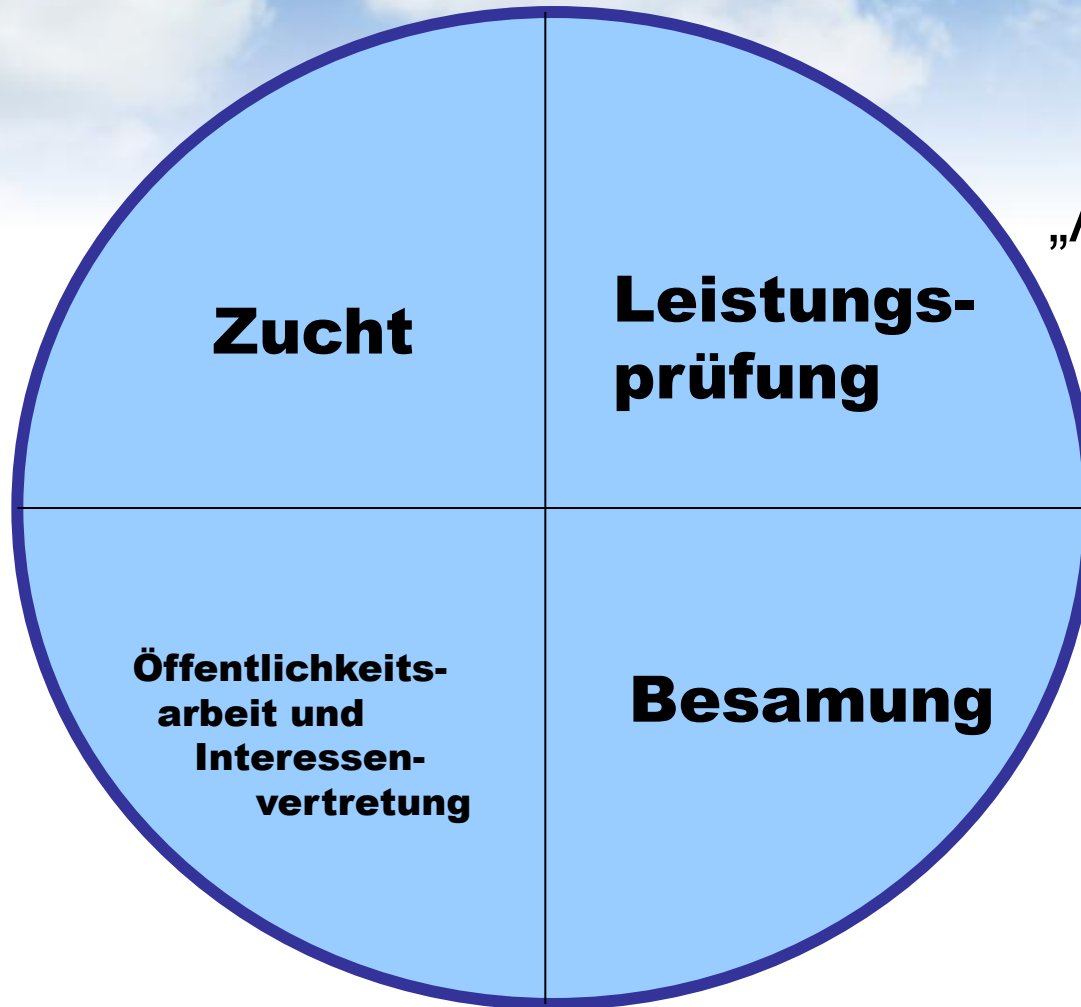 Zucht
Leistungs-
prüfung
Öffentlichkeits-
arbeit und
Interessen-
vertretung
Besamung